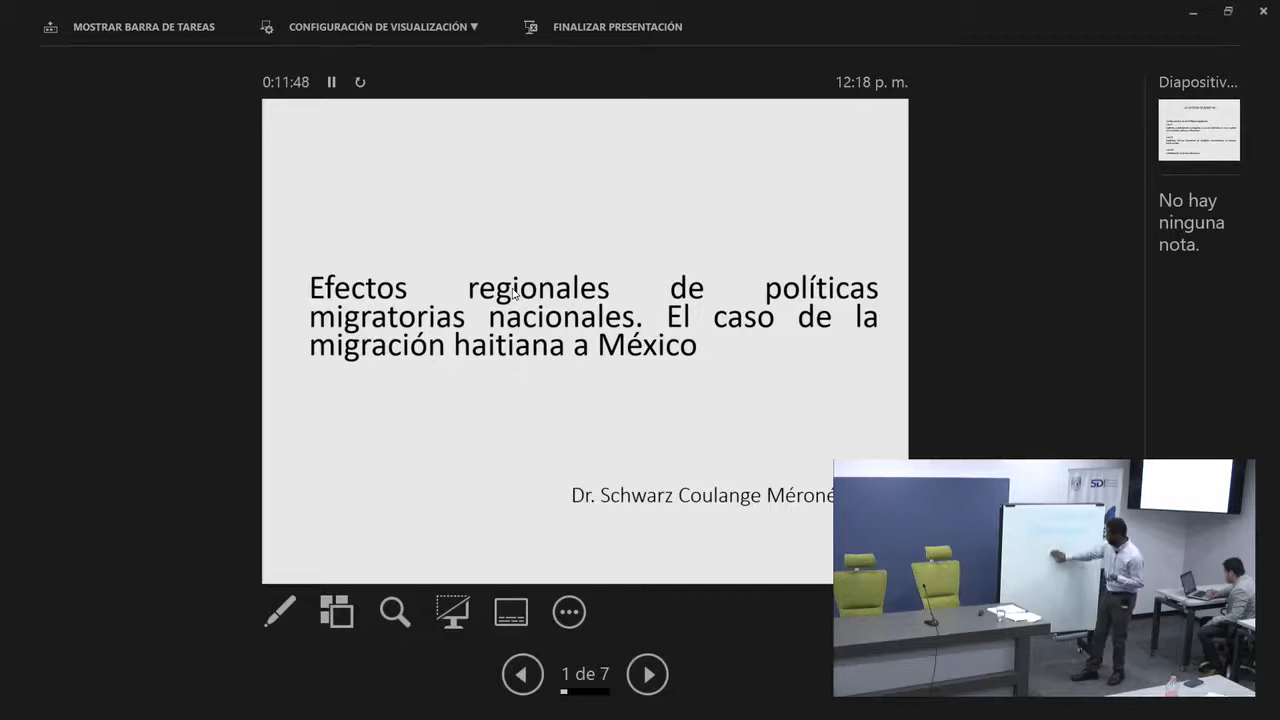 MOSTRAR BARRA DE TAREAS
CONFIGURACIÓN DE VISUALIZACIÓN ▼
FINALIZAR PRESENTACIÓN
0:11:48
12:18 p. m.
Diapositiv...
Efectos regionales de políticas
migratorias nacionales. El caso de la
migración haitiana a México
Dr. Schwarz Coulange Méroné
No hay
ninguna
nota.
SDI
1 de 7